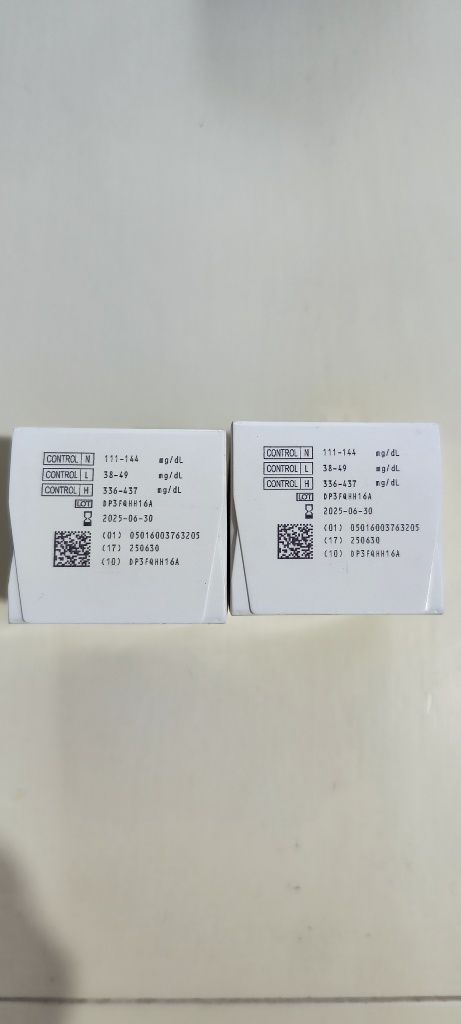 CONTROL N 111-144 mg/dL
CONTROL L 38-49 mg/dL
CONTROL H 336-437 mg/dL
LOT DP3FQHH16A
2025-06-30
(01) 05016003763205
(17) 250630
(10) DP3FQHH16A
CONTROL N 111-144 mg/dL
CONTROL L 38-49 mg/dL
CONTROL H 336-437 mg/dL
LOT DP3FQHH16A
2025-06-30
(01) 05016003763205
(17) 250630
(10) DP3FQHH16A